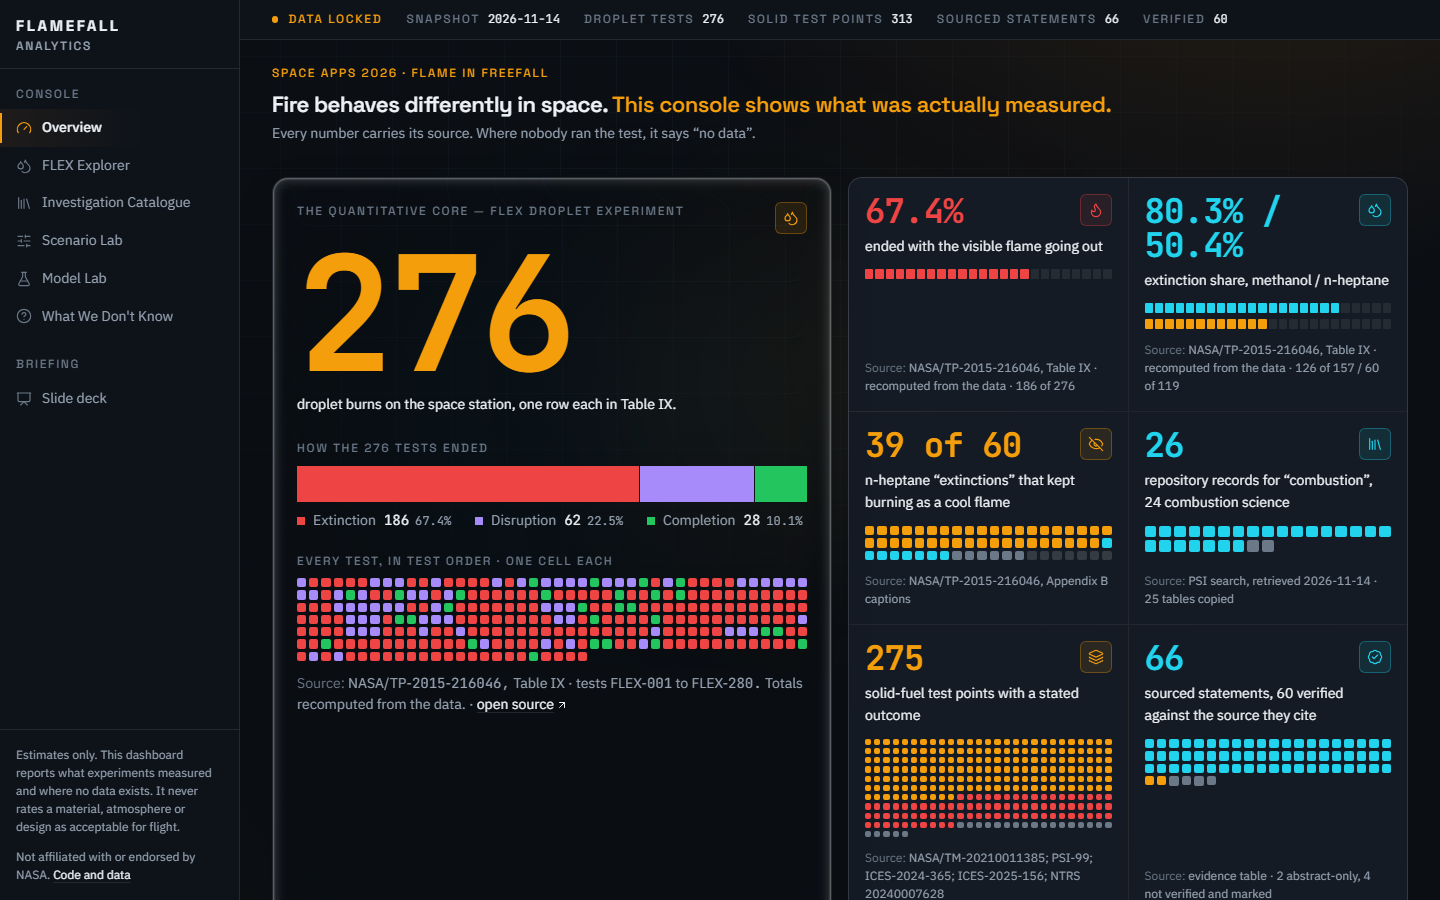 FLAMEFALL
ANALYTICS
CONSOLE
Overview
FLEX Explorer
Investigation Catalogue
Scenario Lab
Model Lab
What We Don't Know
BRIEFING
Slide deck
Estimates only. This dashboard
reports what experiments measured
and where no data exists. It never
rates a material, atmosphere or
design as acceptable for flight.
Not affiliated with or endorsed by
NASA. Code and data
DATA LOCKED SNAPSHOT 2026-11-14 DROPLET TESTS 276 SOLID TEST POINTS 313 SOURCED STATEMENTS 66 VERIFIED 60
SPACE APPS 2026 · FLAME IN FREEFALL
Fire behaves differently in space. This console shows what was actually measured.
Every number carries its source. Where nobody ran the test, it says “no data”.
THE QUANTITATIVE CORE — FLEX DROPLET EXPERIMENT
276
droplet burns on the space station, one row each in Table IX.
HOW THE 276 TESTS ENDED
Extinction 186 67.4% Disruption 62 22.5% Completion 28 10.1%
EVERY TEST, IN TEST ORDER · ONE CELL EACH
Source: NASA/TP-2015-216046, Table IX · tests FLEX-001 to FLEX-280. Totals
recomputed from the data. · open source ↗
67.4%
ended with the visible flame going out
Source: NASA/TP-2015-216046, Table IX ·
recomputed from the data · 186 of 276
80.3% /
50.4%
extinction share, methanol / n-heptane
Source: NASA/TP-2015-216046, Table IX ·
recomputed from the data · 126 of 157 / 60
of 119
39 of 60
n-heptane “extinctions” that kept
burning as a cool flame
Source: NASA/TP-2015-216046, Appendix B
captions
26
repository records for “combustion”,
24 combustion science
Source: PSI search, retrieved 2026-11-14 ·
25 tables copied
275
solid-fuel test points with a stated
outcome
Source: NASA/TM-20210011385; PSI-99;
ICES-2024-365; ICES-2025-156; NTRS
20240007628
66
sourced statements, 60 verified
against the source they cite
Source: evidence table · 2 abstract-only, 4
not verified and marked